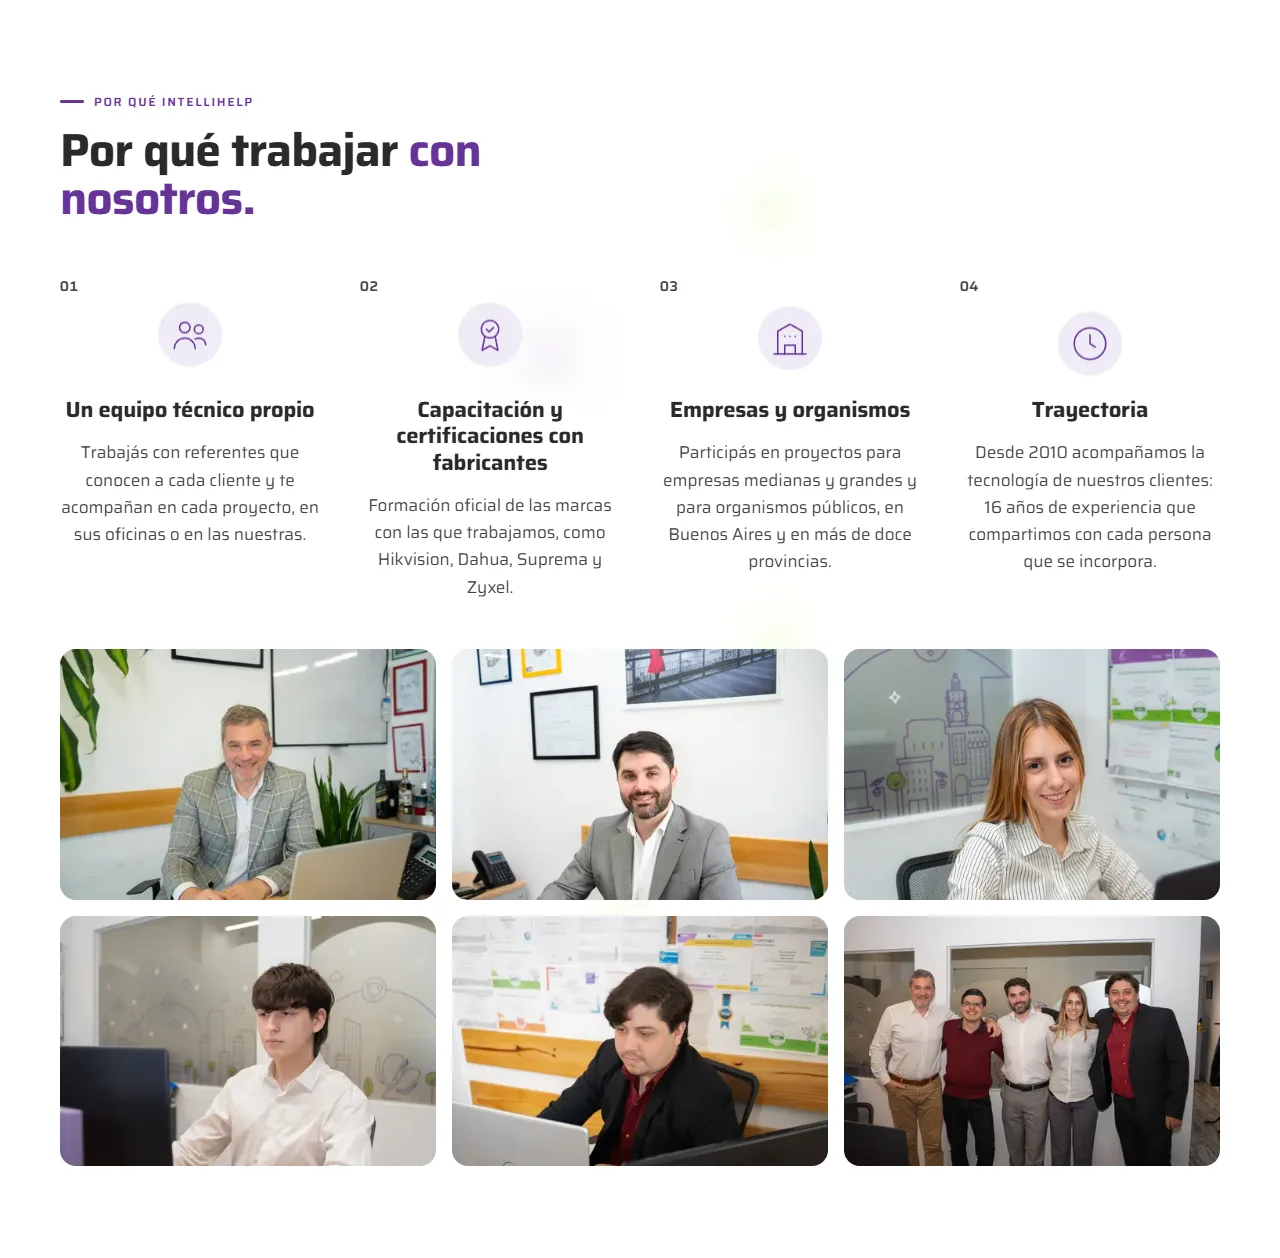 POR QUÉ INTELLIHELP
Por qué trabajar con
nosotros.
01
Un equipo técnico propio
Trabajás con referentes que
conocen a cada cliente y te
acompañan en cada proyecto, en
sus oficinas o en las nuestras.
02
Capacitación y
certificaciones con
fabricantes
Formación oficial de las marcas
con las que trabajamos, como
Hikvision, Dahua, Suprema y
Zyxel.
03
Empresas y organismos
Participás en proyectos para
empresas medianas y grandes y
para organismos públicos, en
Buenos Aires y en más de doce
provincias.
04
Trayectoria
Desde 2010 acompañamos la
tecnología de nuestros clientes:
16 años de experiencia que
compartimos con cada persona
que se incorpora.